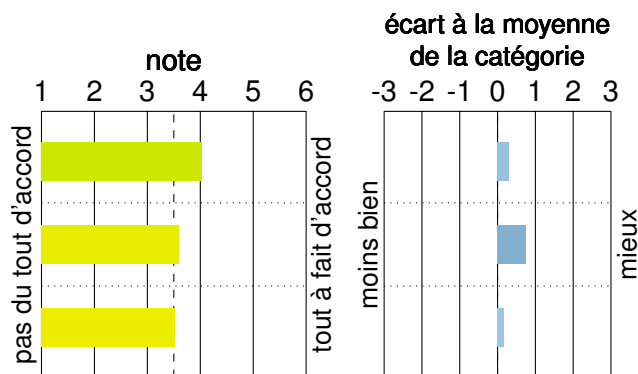 note
1 2 3 4 5 6
pas du tout d'accord
tout à fait d'accord
écart à la moyenne
de la catégorie
-3 -2 -1 0 1 2 3
moins bien
mieux